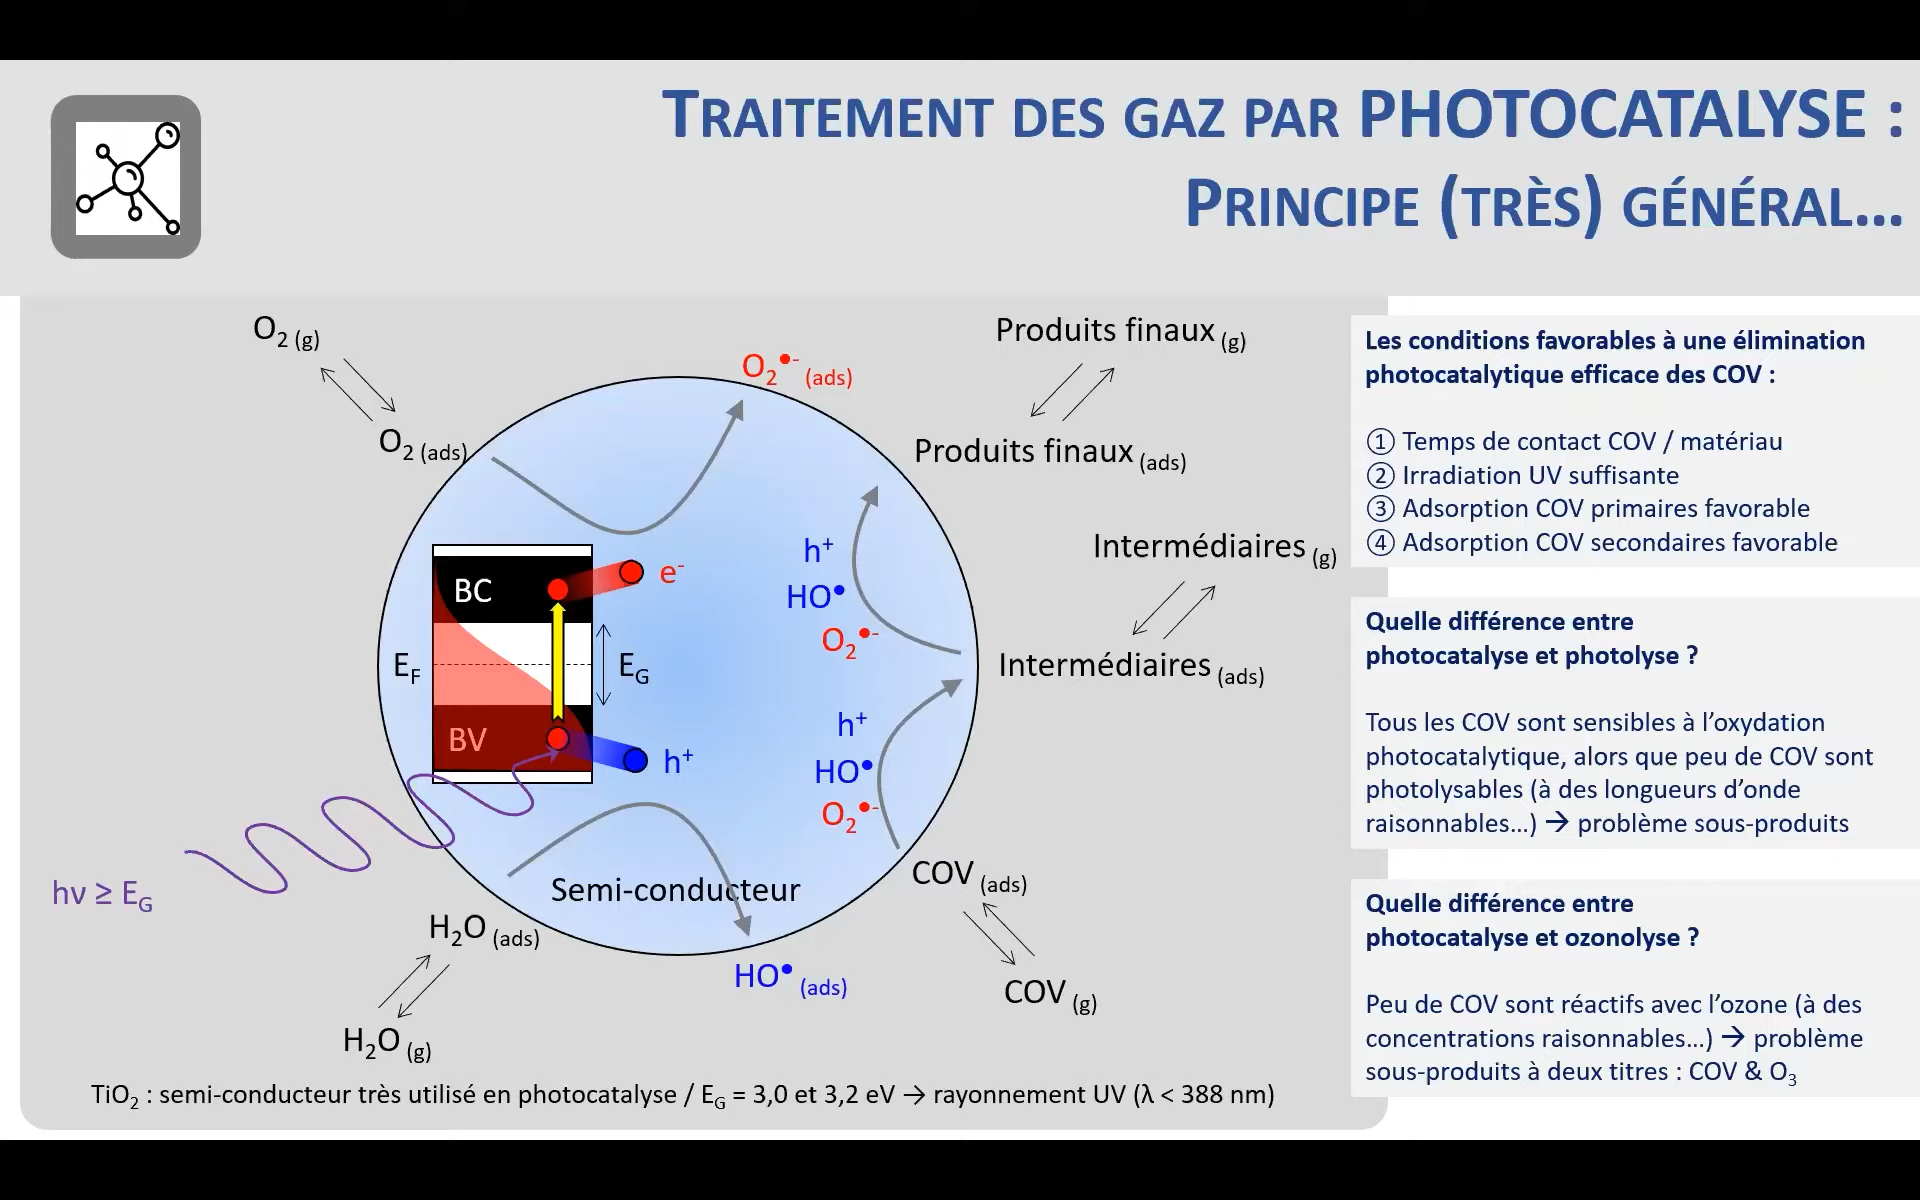 TRAITEMENT DES GAZ PAR PHOTOCATALYSE :
PRINCIPE (TRÈS) GÉNÉRAL...
O₂ (g)
O₂ (ads)
O₂•⁻ (ads)
Produits finaux (g)
Produits finaux (ads)
Intermédiaires (g)
Intermédiaires (ads)
h⁺
HO•
O₂•⁻
h⁺
HO•
O₂•⁻
BC
e⁻
E_F
E_G
BV
h⁺
hν ≥ E_G
Semi-conducteur
COV (ads)
COV (g)
H₂O (ads)
H₂O (g)
HO• (ads)
TiO₂ : semi-conducteur très utilisé en photocatalyse / E_G = 3,0 et 3,2 eV → rayonnement UV (λ < 388 nm)
Les conditions favorables à une élimination
photocatalytique efficace des COV :
① Temps de contact COV / matériau
② Irradiation UV suffisante
③ Adsorption COV primaires favorable
④ Adsorption COV secondaires favorable
Quelle différence entre
photocatalyse et photolyse ?
Tous les COV sont sensibles à l’oxydation
photocatalytique, alors que peu de COV sont
photolysables (à des longueurs d’onde
raisonnables...) → problème sous-produits
Quelle différence entre
photocatalyse et ozonolyse ?
Peu de COV sont réactifs avec l’ozone (à des
concentrations raisonnables...) → problème
sous-produits à deux titres : COV & O₃